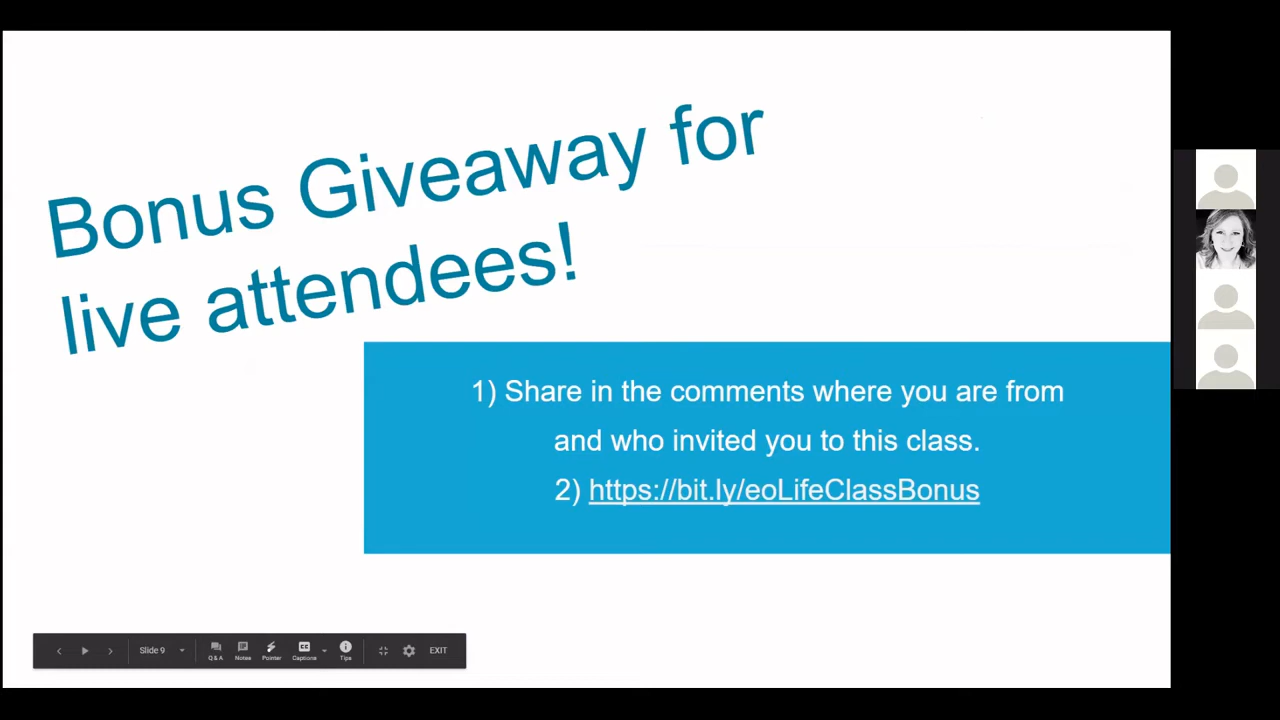 Bonus Giveaway for
live attendees!
1) Share in the comments where you are from
and who invited you to this class.
2) https://bit.ly/eoLifeClassBonus
Slide 9
Q & A
Notes
Pointer
CC
Captions
Tips
EXIT